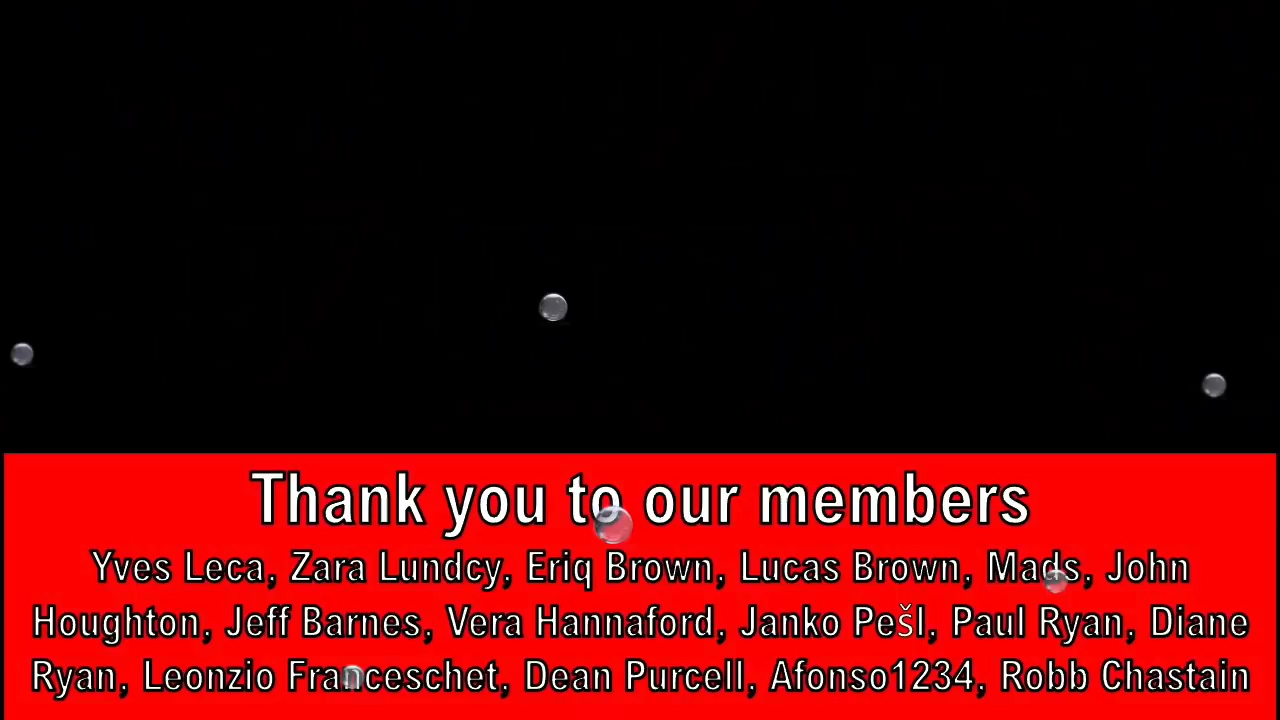 Thank you to our members
Yves Leca, Zara Lundcy, Eriq Brown, Lucas Brown, Mads, John
Houghton, Jeff Barnes, Vera Hannaford, Janko Pešl, Paul Ryan, Diane
Ryan, Leonzio Franceschet, Dean Purcell, Afonso1234, Robb Chastain